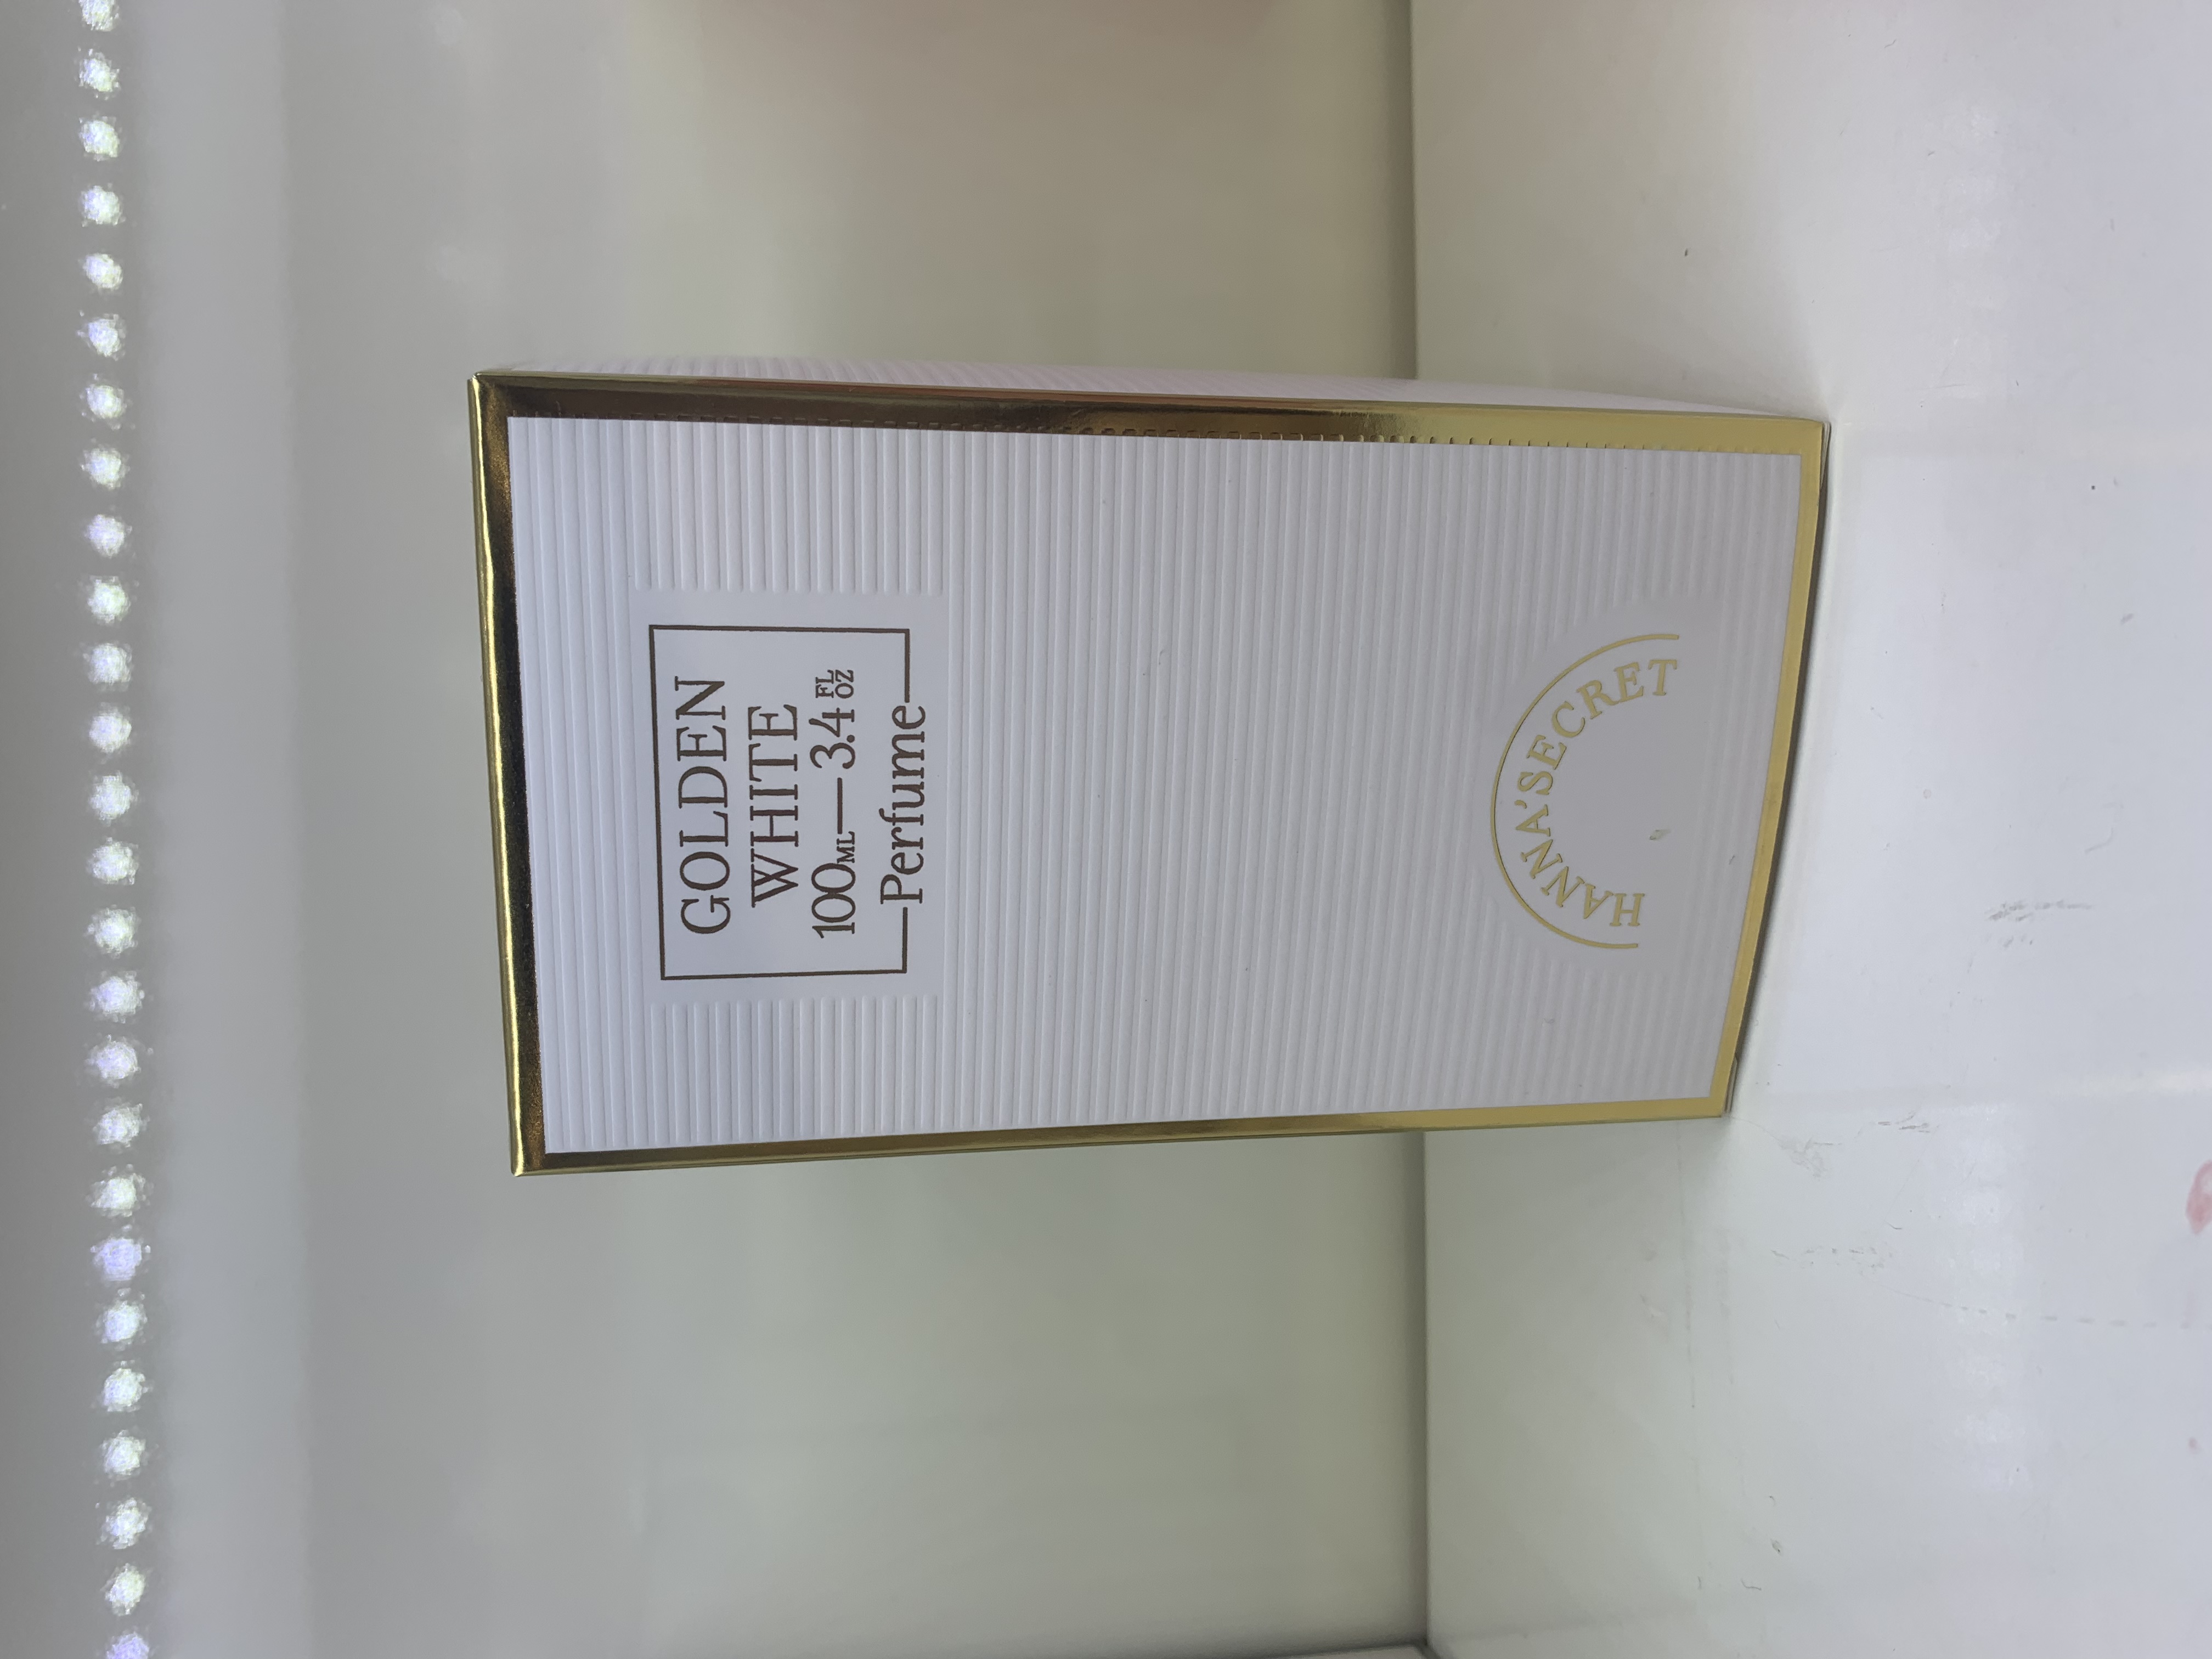 GOLDEN
WHITE
100ML—3.4 FL OZ
Perfume
HANNA'SECRET